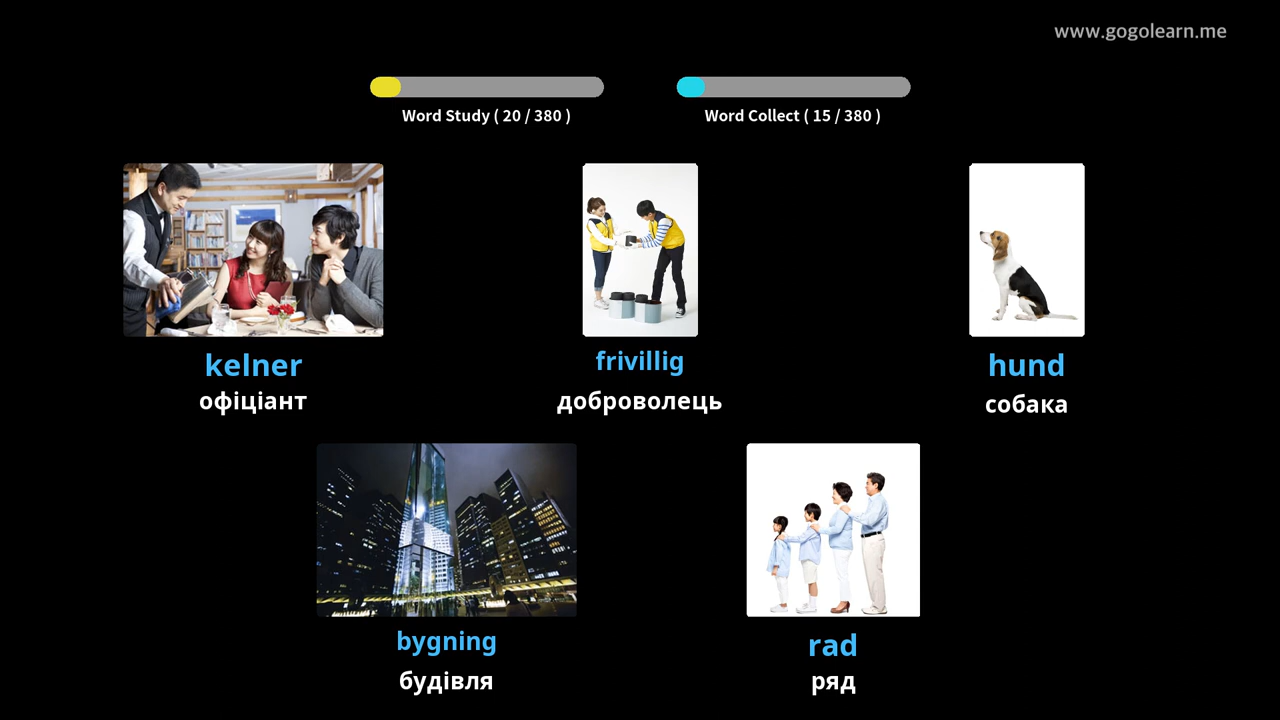 www.gogolearn.me
Word Study ( 20 / 380 )
Word Collect ( 15 / 380 )
kelner
офіціант
frivillig
доброволець
hund
собака
bygning
будівля
rad
ряд